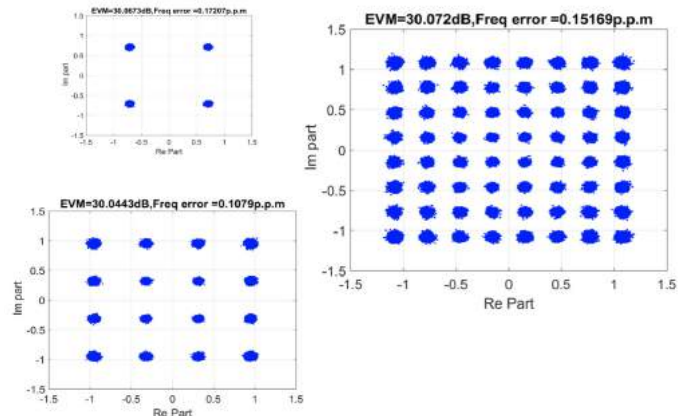 EVM=30.0673dB,Freq error =0.17207p.p.m
1.5
1
0.5
0
-0.5
-1
-1.5
Im part
-1.5 -1 -0.5 0 0.5 1 1.5
Re Part
EVM=30.072dB,Freq error =0.15169p.p.m
1.5
1
0.5
0
-0.5
-1
-1.5
Im part
-1.5 -1 -0.5 0 0.5 1 1.5
Re Part
EVM=30.0443dB,Freq error =0.1079p.p.m
1.5
1
0.5
0
-0.5
-1
-1.5
Im part
-1.5 -1 -0.5 0 0.5 1 1.5
Re Part